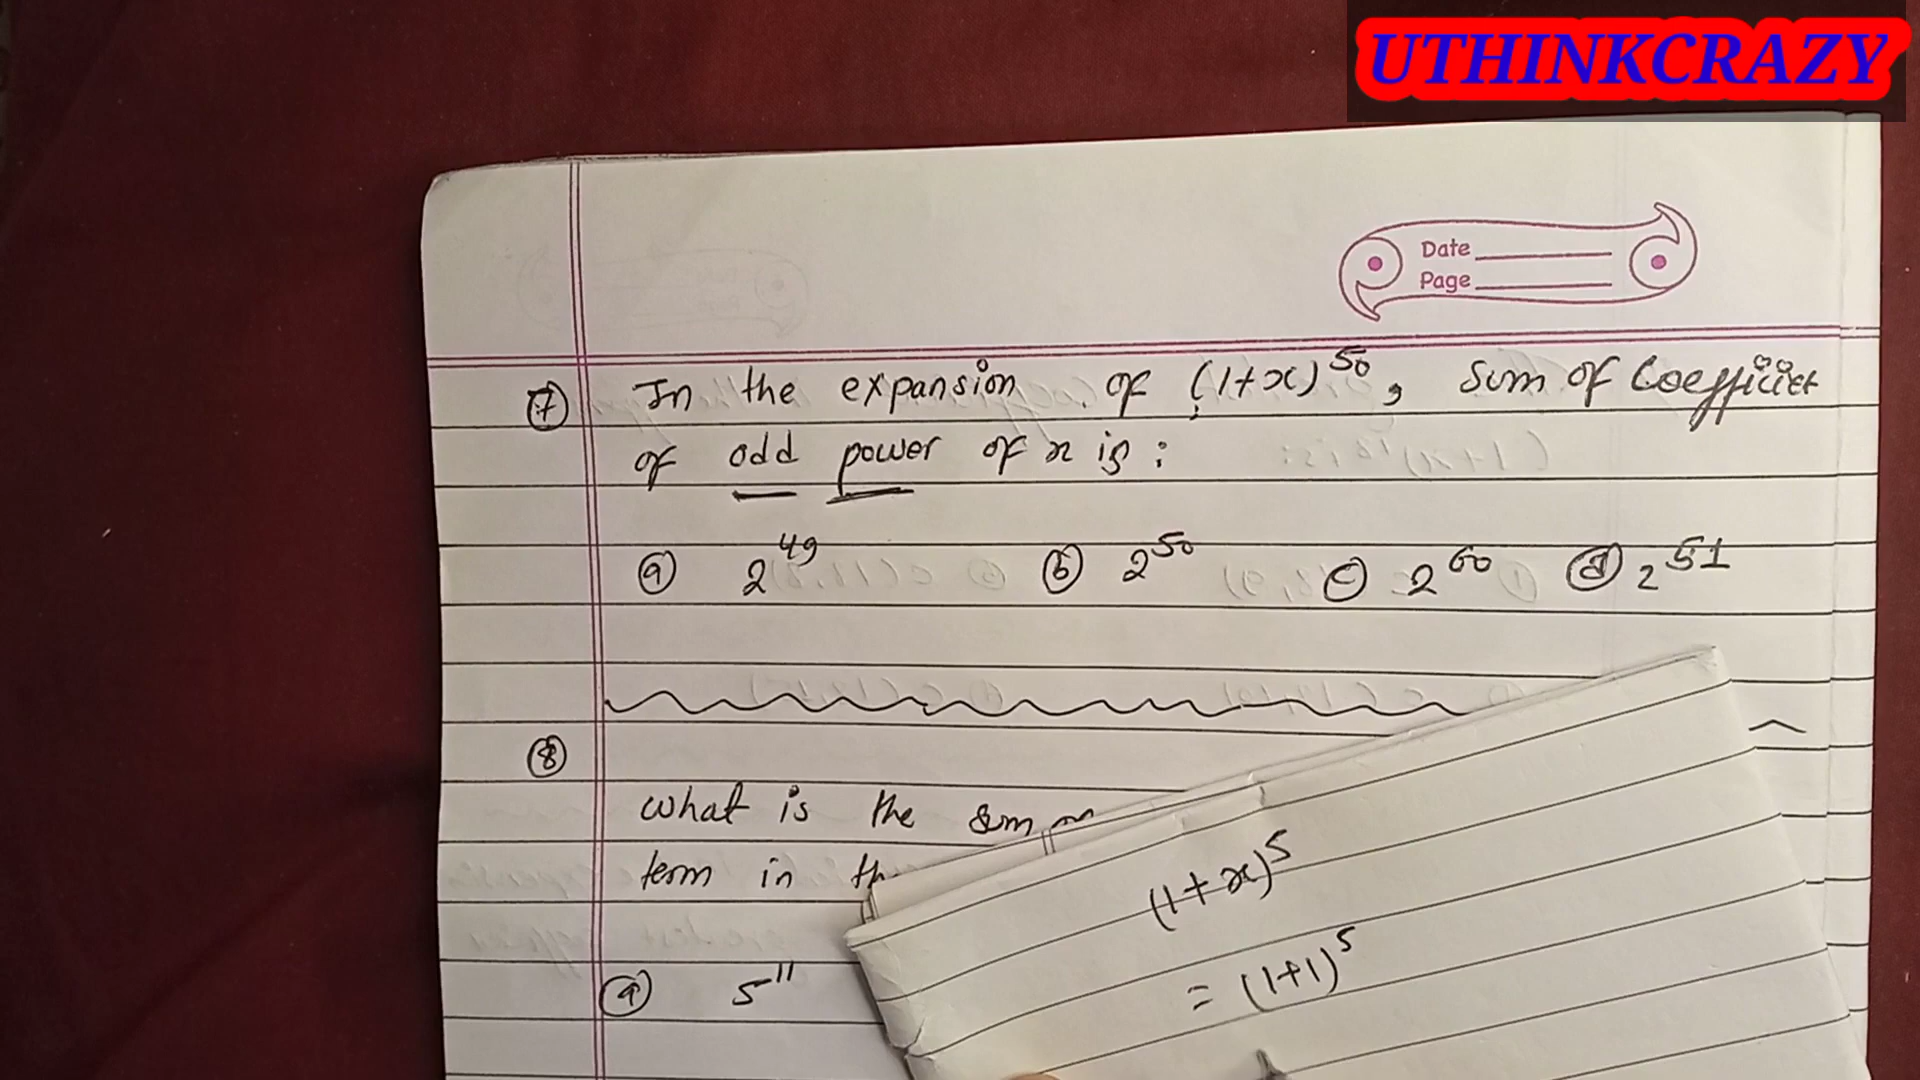 UTHINKCRAZY
Date
Page
7 In the expansion of (1+x)^50, sum of Coefficiet
of odd power of x is:
a 2^49 b 2^50 c 2^60 d 2^51
8
What is the sum
term in th
a 5^11
(1+x)^5
= (1+1)^5